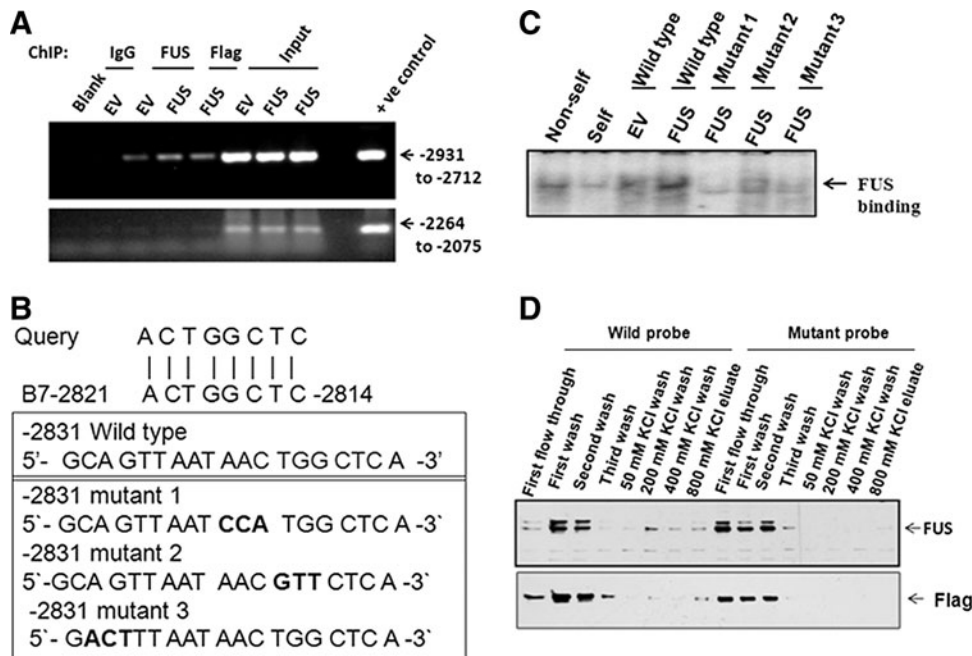 A
ChIP:
IgG
FUS
Flag
Input
Blank
EV
EV
FUS
FUS
EV
FUS
FUS
+ve control
-2931
to -2712
-2264
to -2075
B
Query
A C T G G C T C
B7-2821
A C T G G C T C -2814
-2831 Wild type
5'- GCA GTT AAT AAC TGG CTC A -3'
-2831 mutant 1
5`- GCA GTT AAT CCA TGG CTC A -3`
-2831 mutant 2
5`-GCA GTT AAT AAC GTT CTC A -3`
-2831 mutant 3
5`- GACTTT AAT AAC TGG CTC A -3`
C
Wild type
Wild type
Mutant 1
Mutant 2
Mutant 3
Non-self
Self
EV
FUS
FUS
FUS
FUS
FUS
binding
D
Wild probe
Mutant probe
First flow through
First wash
Second wash
Third wash
50 mM KCl wash
200 mM KCl wash
400 mM KCl wash
800 mM KCl eluate
First flow through
First wash
Second wash
Third wash
50 mM KCl wash
200 mM KCl wash
400 mM KCl wash
800 mM KCl eluate
FUS
Flag